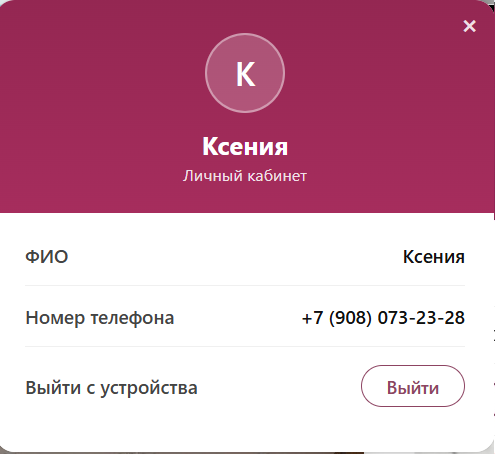 ×
К
Ксения
Личный кабинет
ФИО Ксения
Номер телефона +7 (908) 073-23-28
Выйти с устройства Выйти